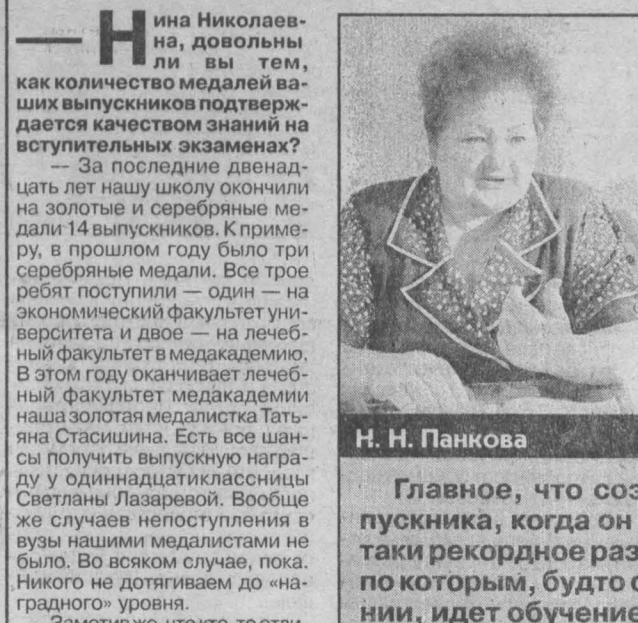 — Нина Николаев-
на, довольны
ли вы тем,
как количество медалей ва-
ших выпускников подтверж-
дается качеством знаний на
вступительных экзаменах?
— За последние двенад-
цать лет нашу школу окончили
на золотые и серебряные ме-
дали 14 выпускников. К приме-
ру, в прошлом году было три
серебряные медали. Все трое
ребят поступили — один — на
экономический факультет уни-
верситета и двое — на лечеб-
ный факультет в медакадемию.
В этом году оканчивает лечеб-
ный факультет медакадемии
наша золотая медалистка Тать-
яна Стасишина. Есть все шан-
сы получить выпускную награ-
ду у одиннадцатиклассницы
Светланы Лазаревой. Вообще
же случаев непоступления в
вузы нашими медалистами не
было. Во всяком случае, пока.
Никого не дотягиваем до «на-
градного» уровня.
Н. Н. Панкова
Главное, что соз
пускника, когда он
таки рекордное раз
по которым, будто
нии, идет обучение